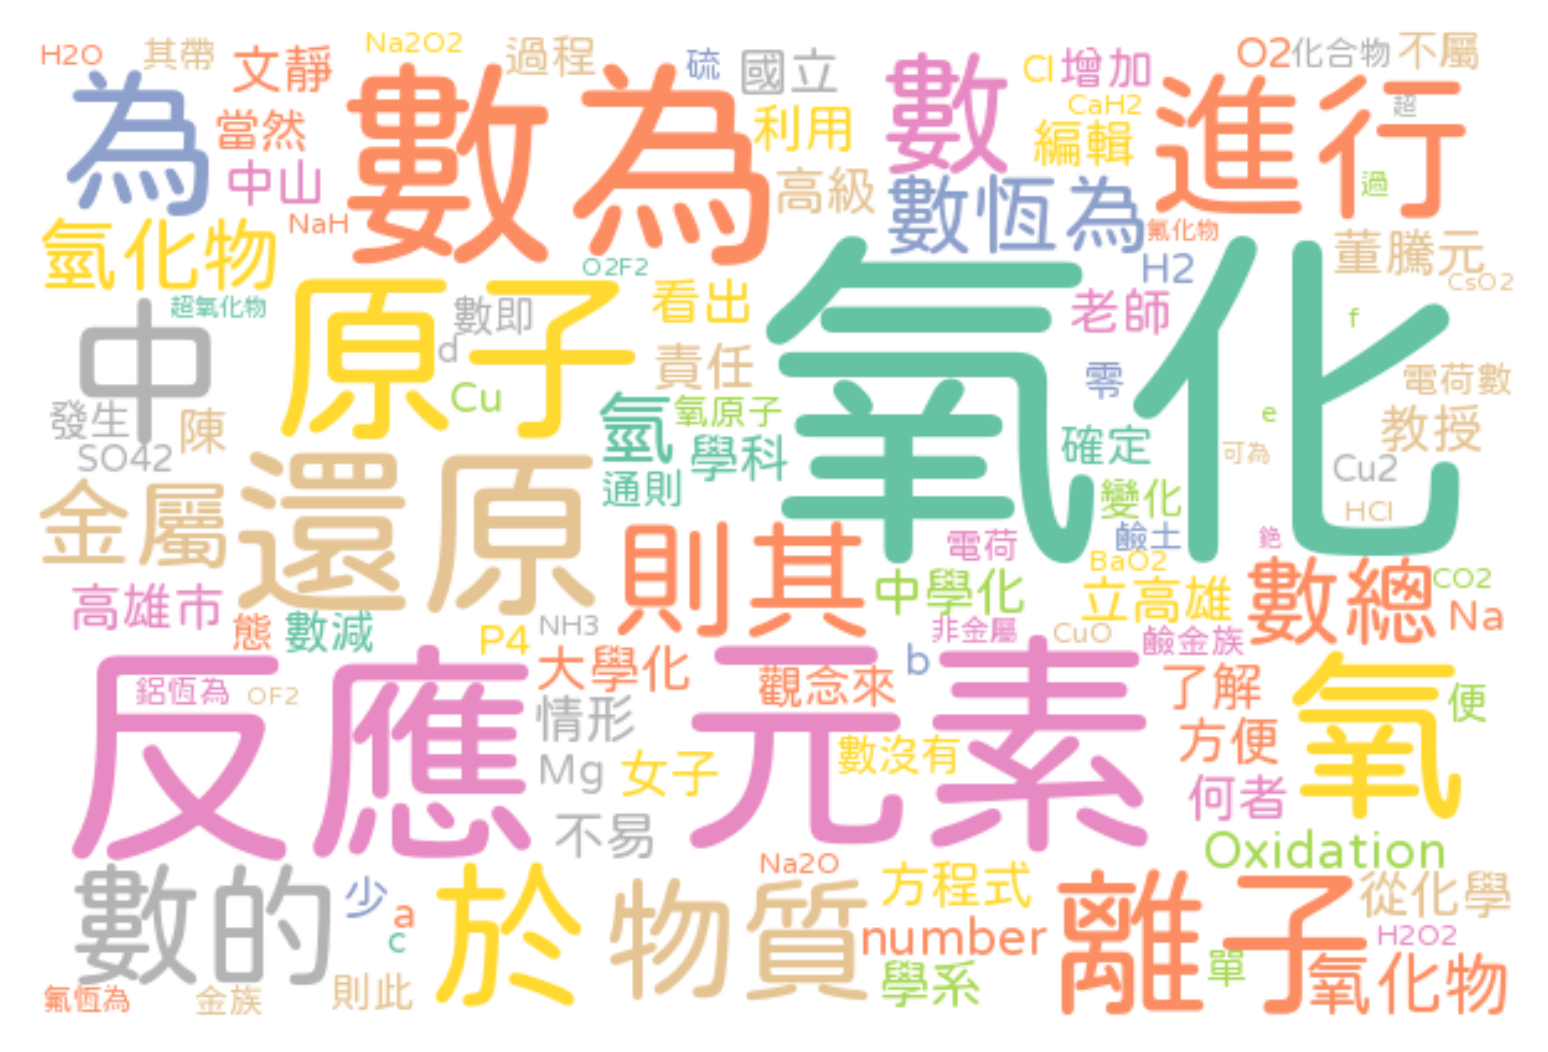 H2O 其帶 文靜 Na2O2 過程 硫 國立 數 Cl 增加 O2 化合物 不屬
為 當然 數為 利用 CaH2 編輯 進行 超
中山 高級 數恆為 過
氫化物 NaH O2F2 氟化物 H2 董騰元 CsO2
超氧化物 原子 數即 看出 氧化 老師 f
中 d 責任 零 電荷數
發生 陳 Cu 氫 氧原子 確定 e 教授
SO42 學科 可為 Cu2
金屬 還原 通則 變化 HCl
則其 電荷 鹼土 銫
高雄市 中學化 BaO2 立高雄 數總 CO2
態 數減 P4 NH3 非金屬 CuO 鹼金族 Na
反應 鋁恆為 OF2 大學化 元素 觀念來 b 了解 氧 便
情形 數沒有 方便
Mg 女子 何者
不易 Oxidation
數的 少 於 物質 Na2O 方程式 離子 從化學
a number H2O2
c 學系 單
氟恆為 金族 則此 氧化物